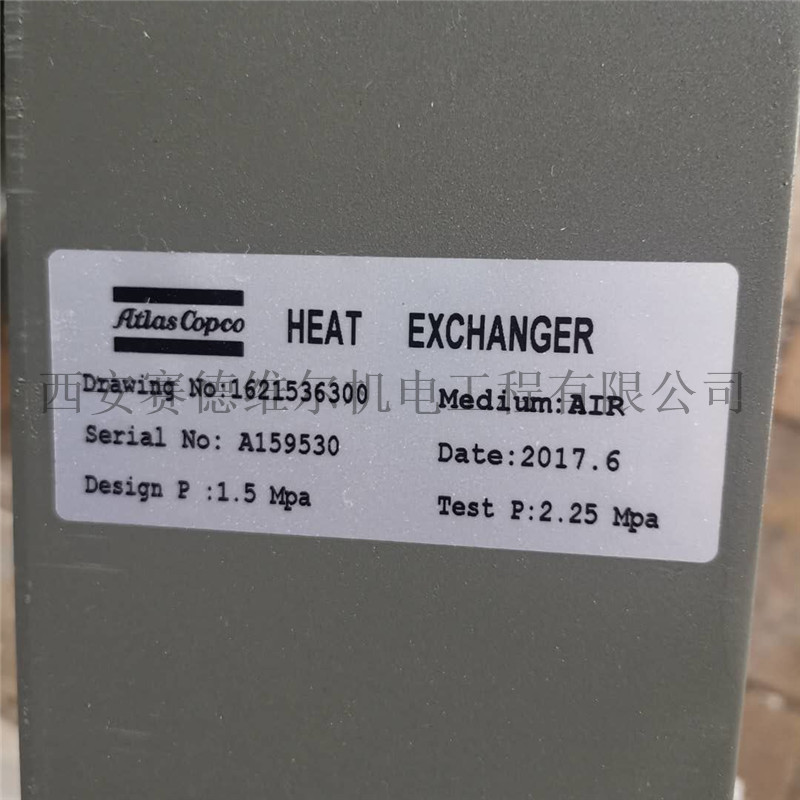 Atlas Copco HEAT EXCHANGER
Drawing No:1621536300 Medium:AIR
西安赛德维尔机电工程有限公司
Serial No: A159530 Date:2017.6
Design P :1.5 Mpa Test P:2.25 Mpa